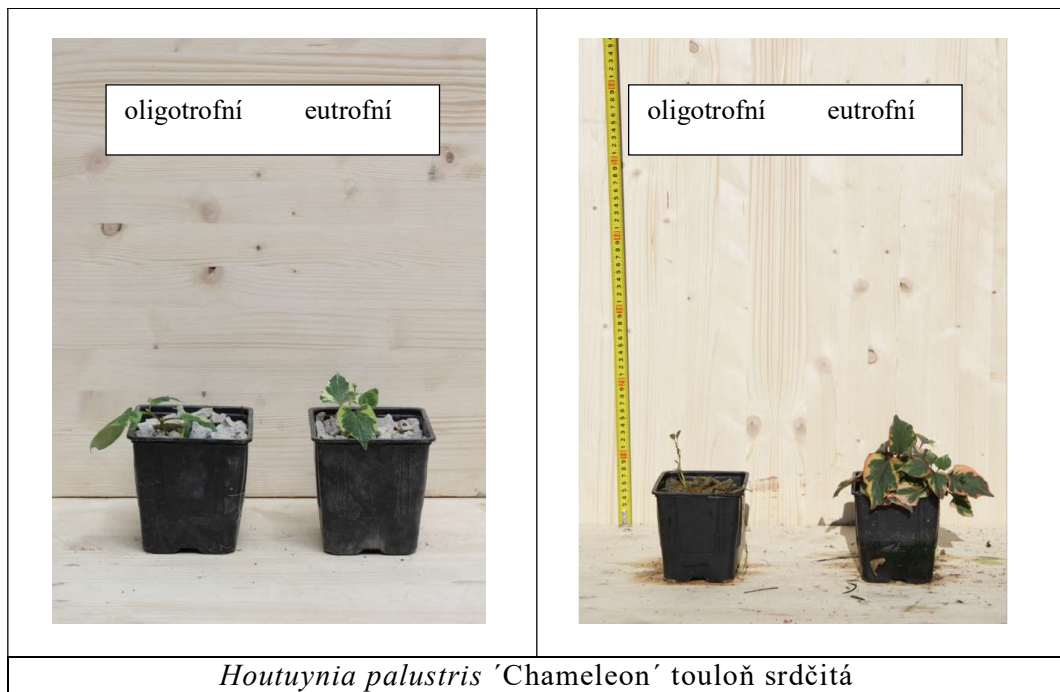 oligotrofní eutrofní
oligotrofní eutrofní
Houtuynia palustris ´Chameleon´ touloň srdčitá